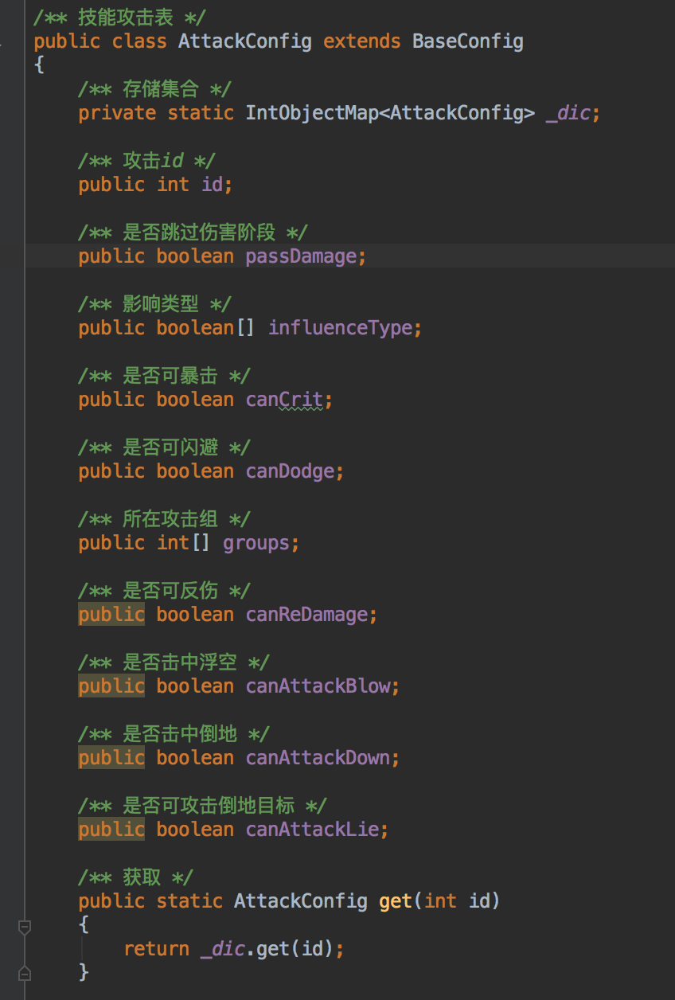 /** 技能攻击表 */
public class AttackConfig extends BaseConfig
{
/** 存储集合 */
private static IntObjectMap<AttackConfig> _dic;
/** 攻击id */
public int id;
/** 是否跳过伤害阶段 */
public boolean passDamage;
/** 影响类型 */
public boolean[] influenceType;
/** 是否可暴击 */
public boolean canCrit;
/** 是否可闪避 */
public boolean canDodge;
/** 所在攻击组 */
public int[] groups;
/** 是否可反伤 */
public boolean canReDamage;
/** 是否击中浮空 */
public boolean canAttackBlow;
/** 是否击中倒地 */
public boolean canAttackDown;
/** 是否可攻击倒地目标 */
public boolean canAttackLie;
/** 获取 */
public static AttackConfig get(int id)
{
return _dic.get(id);
}